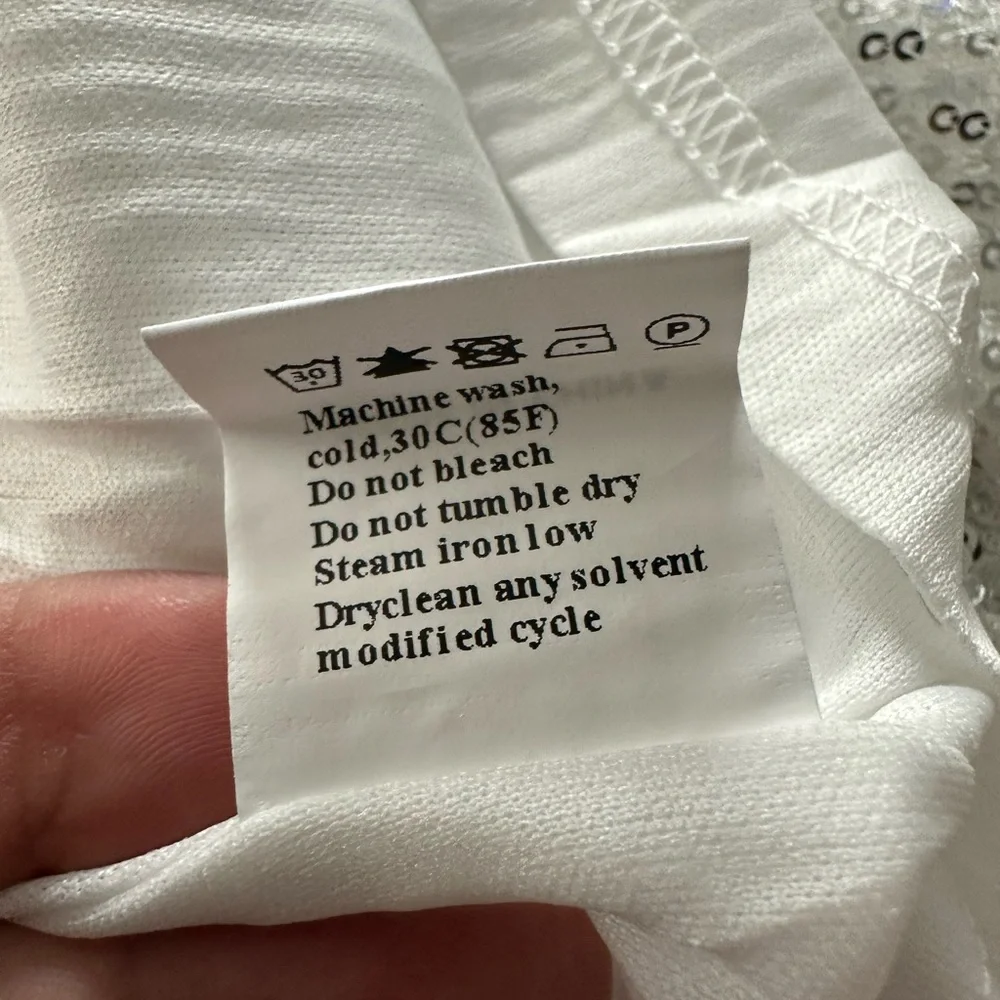 30
P
Machine wash,
cold,30C(85F)
Do not bleach
Do not tumble dry
Steam iron low
Dryclean any solvent
modified cycle